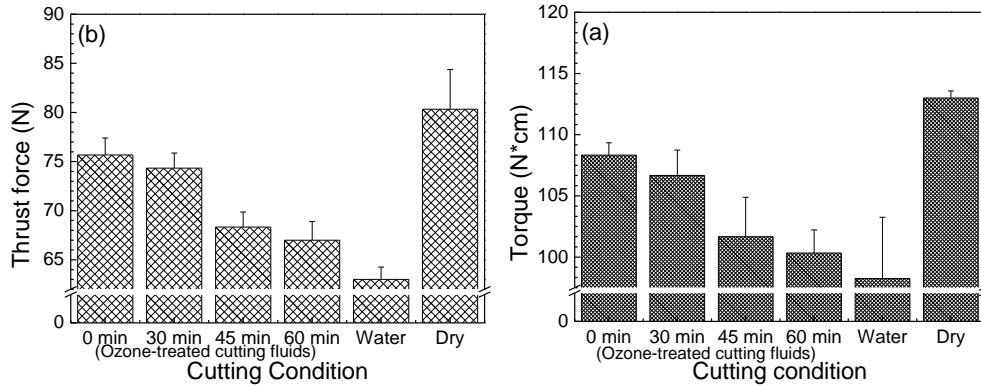 (b)
90
85
80
75
70
65
0
Thrust force (N)
0 min 30 min 45 min 60 min Water Dry
(Ozone-treated cutting fluids)
Cutting Condition
(a)
120
114
110
105
100
0
Torque (N*cm)
0 min 30 min 45 min 60 min Water Dry
(Ozone-treated cutting fluids)
Cutting condition